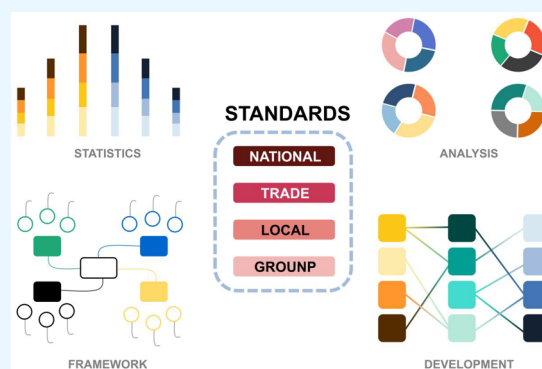 STANDARDS
NATIONAL
TRADE
LOCAL
GROUNP
STATISTICS
ANALYSIS
FRAMEWORK
DEVELOPMENT